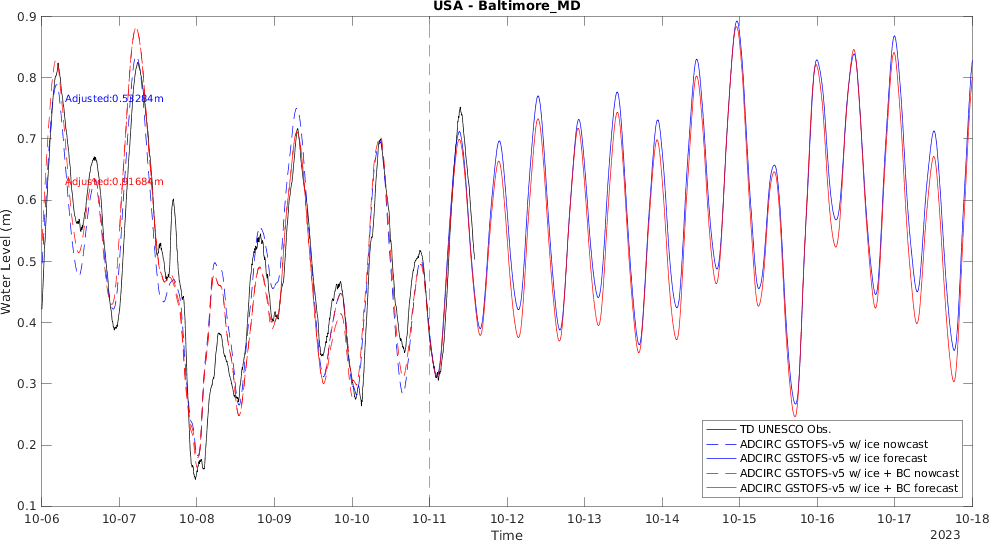 USA - Baltimore_MD
0.9
0.8
0.7
0.6
0.5
0.4
0.3
0.2
0.1
Water Level (m)
Adjusted:0.53284m
Adjusted:0.91684m
TD UNESCO Obs.
ADCIRC GSTOFS-v5 w/ ice nowcast
ADCIRC GSTOFS-v5 w/ ice forecast
ADCIRC GSTOFS-v5 w/ ice + BC nowcast
ADCIRC GSTOFS-v5 w/ ice + BC forecast
10-06 10-07 10-08 10-09 10-10 10-11 10-12 10-13 10-14 10-15 10-16 10-17 10-18
Time
2023